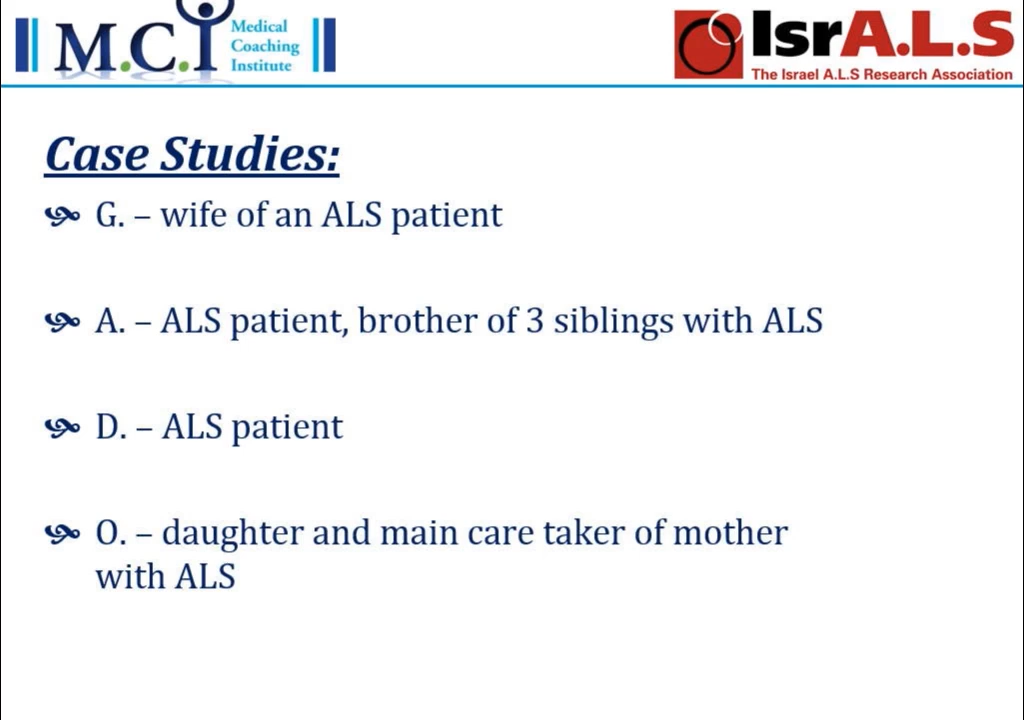 M.C.I
Medical
Coaching
Institute
IsrA.L.S
The Israel A.L.S Research Association
Case Studies:
G. – wife of an ALS patient
A. – ALS patient, brother of 3 siblings with ALS
D. – ALS patient
O. – daughter and main care taker of mother
with ALS